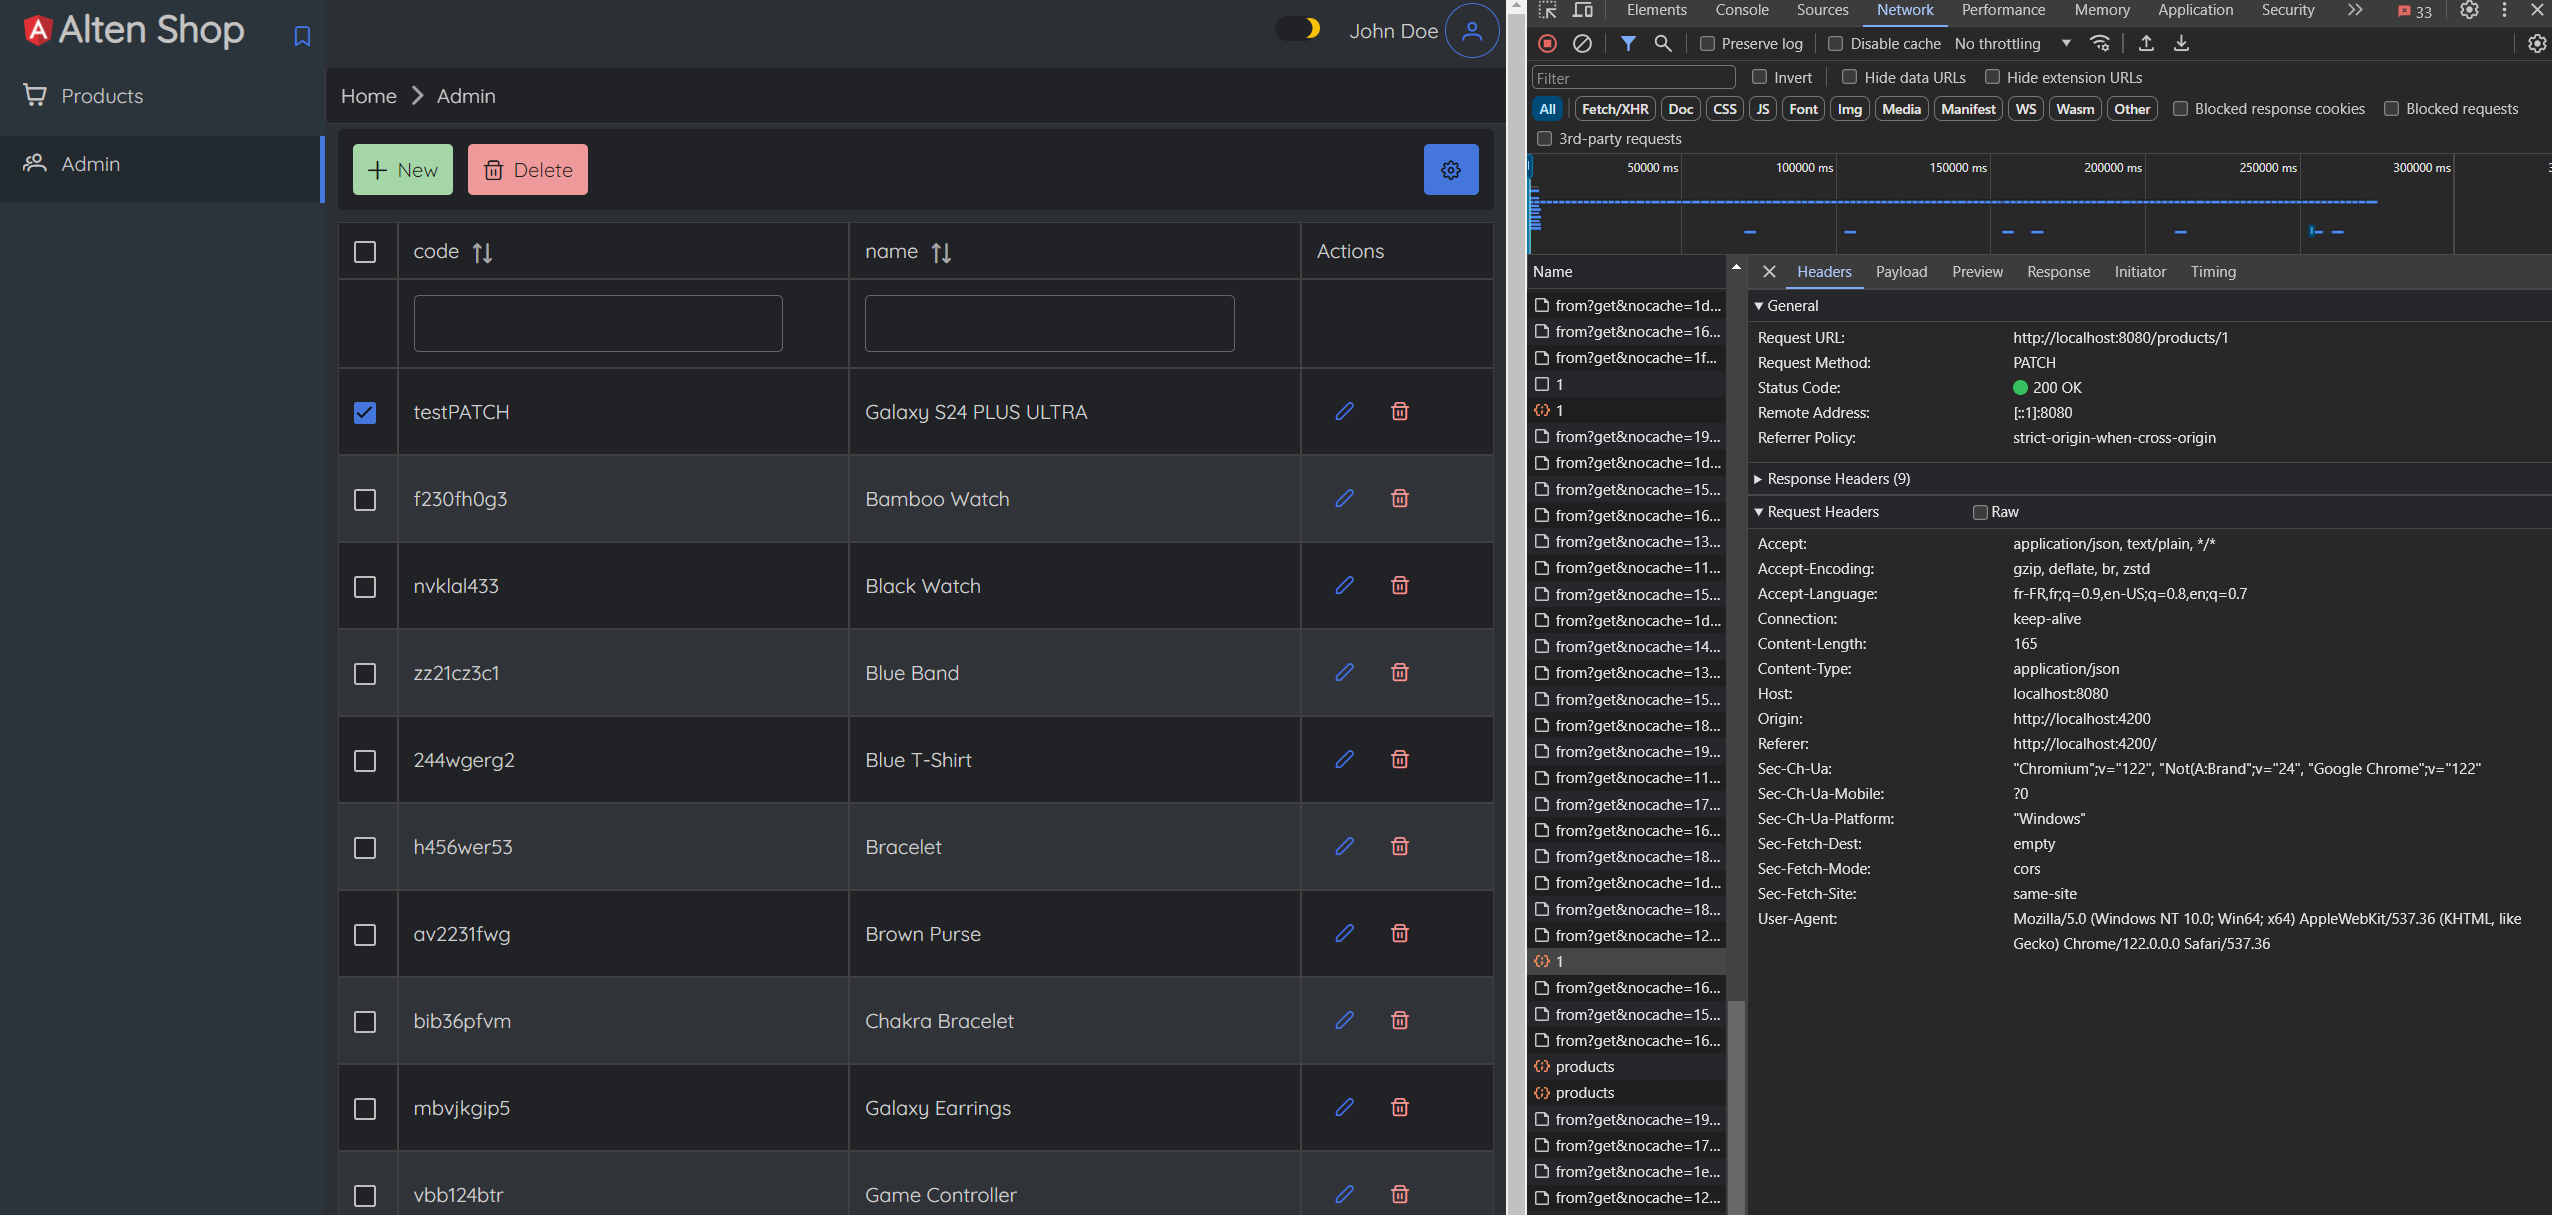 Alten Shop
John Doe
Products
Admin
Home
Admin
New
Delete
code
name
Actions
testPATCH
Galaxy S24 PLUS ULTRA
f230fh0g3
Bamboo Watch
nvklal433
Black Watch
zz21cz3c1
Blue Band
244wgerg2
Blue T-Shirt
h456wer53
Bracelet
av2231fwg
Brown Purse
bib36pfvm
Chakra Bracelet
mbvjkgip5
Galaxy Earrings
vbb124btr
Game Controller
Elements Console Sources Network Performance Memory Application Security 33
Preserve log Disable cache No throttling
Filter Invert Hide data URLs Hide extension URLs
All Fetch/XHR Doc CSS JS Font Img Media Manifest WS Wasm Other Blocked response cookies Blocked requests
3rd-party requests
50000 ms 100000 ms 150000 ms 200000 ms 250000 ms 300000 ms
Name
from?get&nocache=1d...
from?get&nocache=16...
from?get&nocache=1f...
1
1
from?get&nocache=19...
from?get&nocache=1d...
from?get&nocache=15...
from?get&nocache=16...
from?get&nocache=13...
from?get&nocache=11...
from?get&nocache=15...
from?get&nocache=1d...
from?get&nocache=14...
from?get&nocache=13...
from?get&nocache=15...
from?get&nocache=18...
from?get&nocache=19...
from?get&nocache=11...
from?get&nocache=17...
from?get&nocache=16...
from?get&nocache=18...
from?get&nocache=1d...
from?get&nocache=18...
from?get&nocache=12...
1
from?get&nocache=16...
from?get&nocache=15...
from?get&nocache=16...
products
products
from?get&nocache=19...
from?get&nocache=17...
from?get&nocache=1e...
from?get&nocache=12...
Headers Payload Preview Response Initiator Timing
General
Request URL: http://localhost:8080/products/1
Request Method: PATCH
Status Code: 200 OK
Remote Address: [::1]:8080
Referrer Policy: strict-origin-when-cross-origin
Response Headers (9)
Request Headers Raw
Accept: application/json, text/plain, */*
Accept-Encoding: gzip, deflate, br, zstd
Accept-Language: fr-FR,fr;q=0.9,en-US;q=0.8,en;q=0.7
Connection: keep-alive
Content-Length: 165
Content-Type: application/json
Host: localhost:8080
Origin: http://localhost:4200
Referer: http://localhost:4200/
Sec-Ch-Ua: "Chromium";v="122", "Not(A:Brand";v="24", "Google Chrome";v="122"
Sec-Ch-Ua-Mobile: ?0
Sec-Ch-Ua-Platform: "Windows"
Sec-Fetch-Dest: empty
Sec-Fetch-Mode: cors
Sec-Fetch-Site: same-site
User-Agent: Mozilla/5.0 (Windows NT 10.0; Win64; x64) AppleWebKit/537.36 (KHTML, like
Gecko) Chrome/122.0.0.0 Safari/537.36